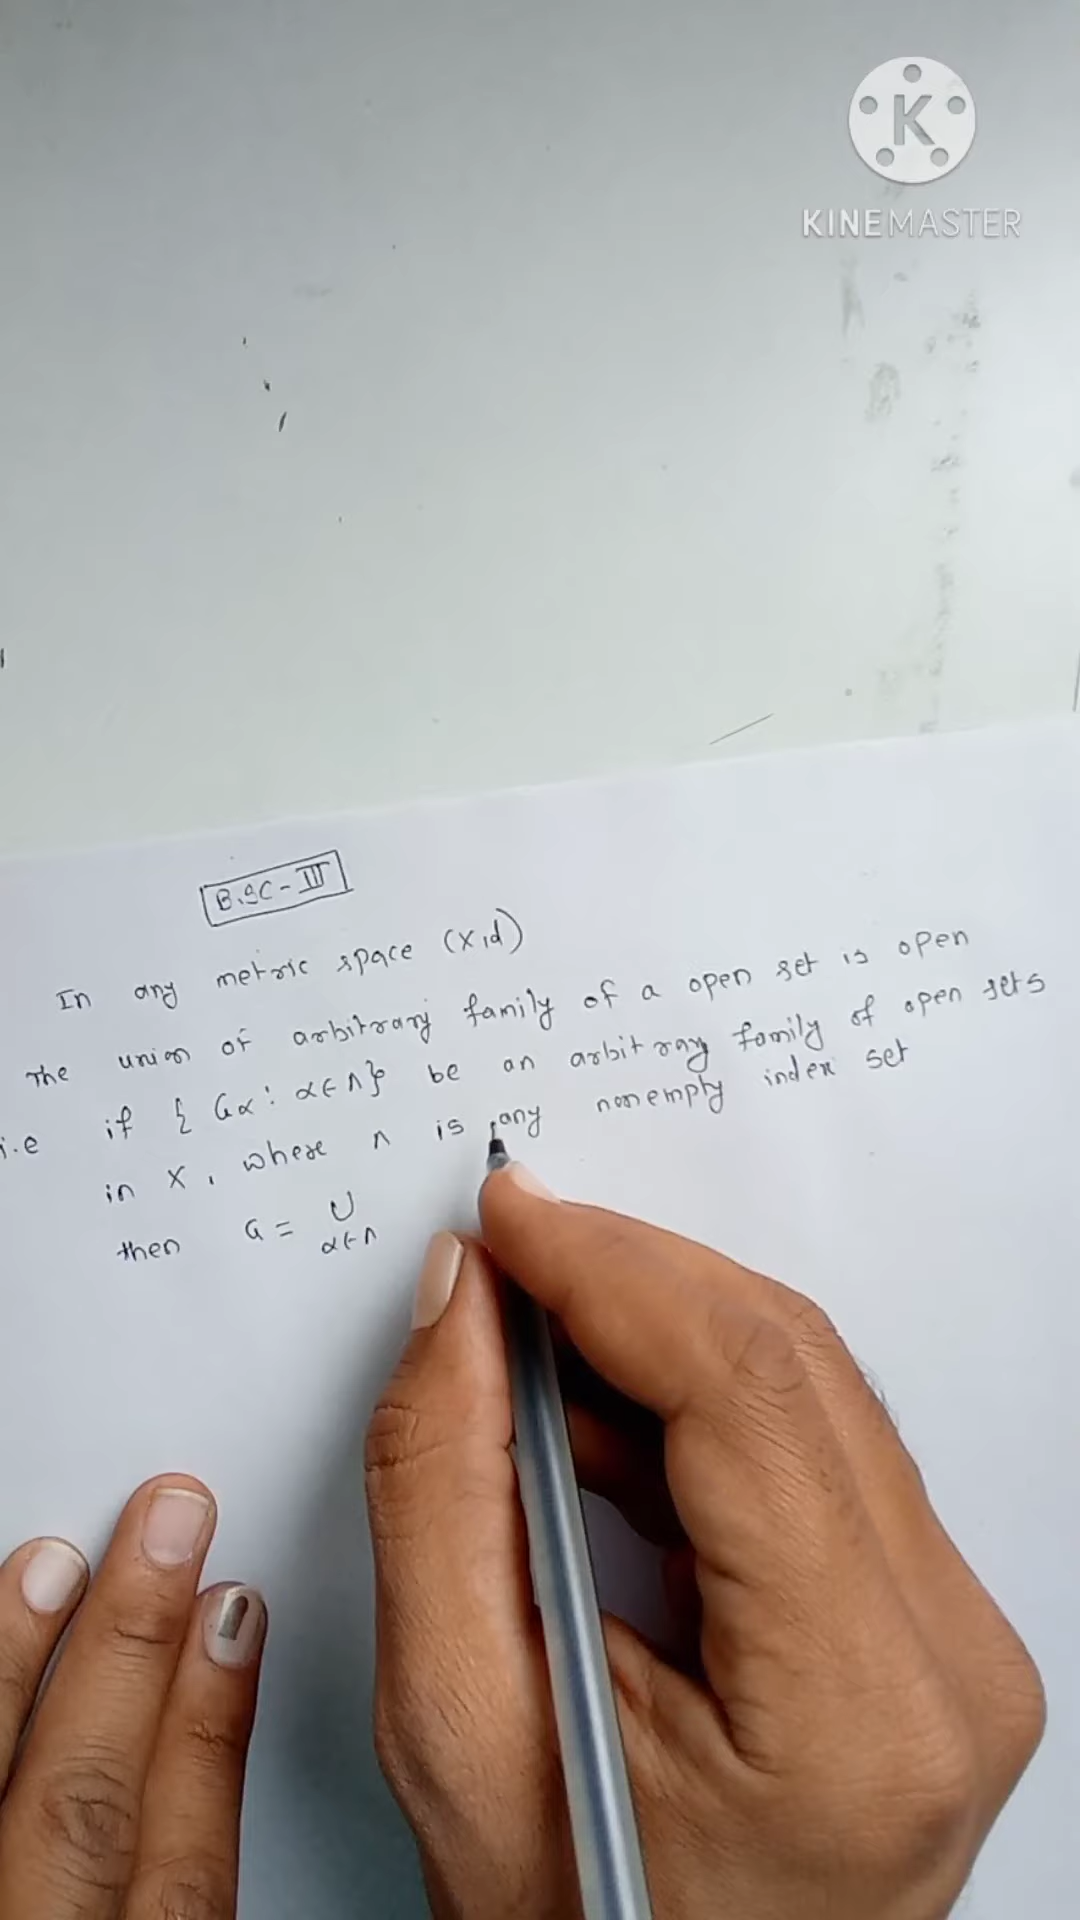 K
KINEMASTER
B.SC-III
In any metric space (X,d)
The union of arbitrary family of a open set is open
i.e if { Gα : α∈Λ} be an arbitrary family of open sets
in X, where Λ is any nonempty index set
then G = ∪
α∈Λ